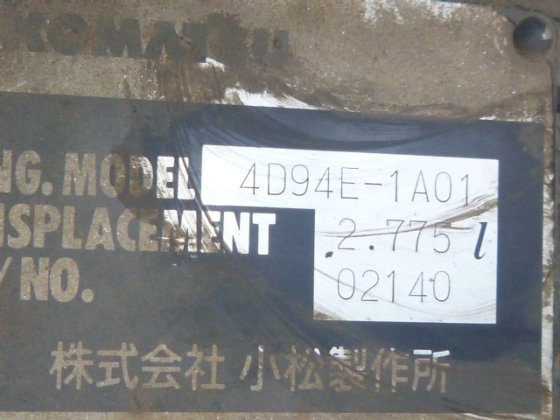 KOMATSU
NG. MODEL 4D94E-1A01
ISPLACEMENT 2.775 l
/NO. 02140
株式会社 小松製作所